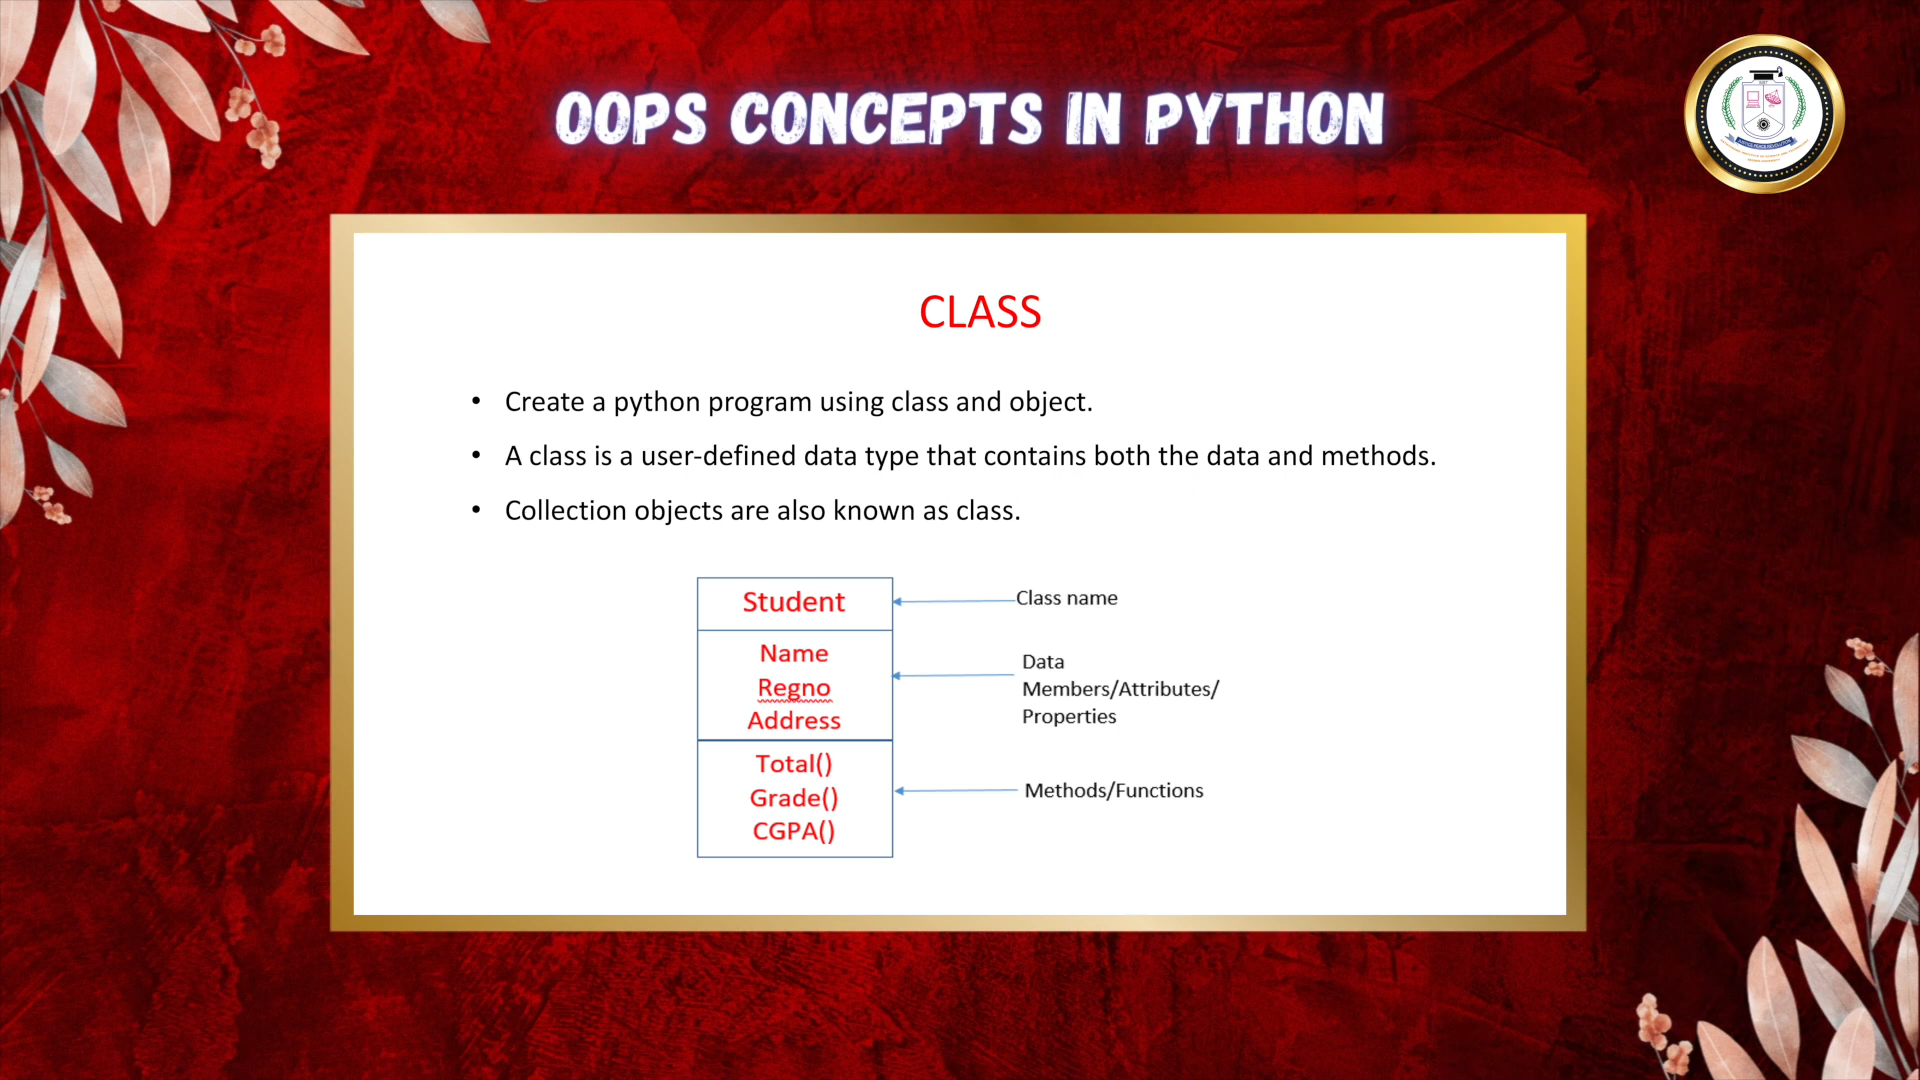 OOPS CONCEPTS IN PYTHON
CLASS
• Create a python program using class and object.
• A class is a user-defined data type that contains both the data and methods.
• Collection objects are also known as class.
Student
Class name
Name
Regno
Address
Data
Members/Attributes/
Properties
Total()
Grade()
CGPA()
Methods/Functions